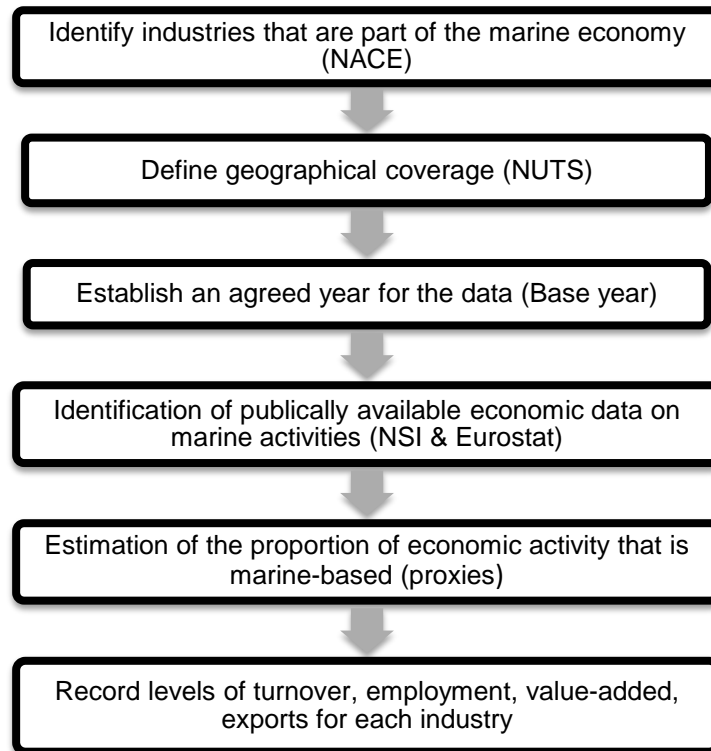 Identify industries that are part of the marine economy
(NACE)
Define geographical coverage (NUTS)
Establish an agreed year for the data (Base year)
Identification of publically available economic data on
marine activities (NSI & Eurostat)
Estimation of the proportion of economic activity that is
marine-based (proxies)
Record levels of turnover, employment, value-added,
exports for each industry